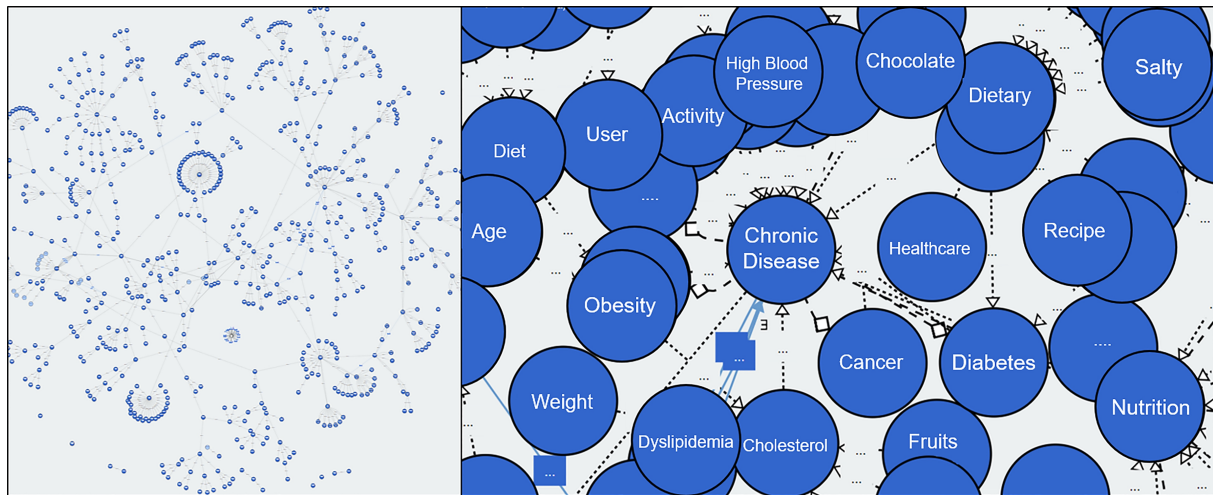 High Blood
Pressure
Chocolate
Salty
Dietary
Activity
User
Diet
....
Age
Chronic
Disease
Healthcare
Recipe
Obesity
∃
...
....
Cancer
Diabetes
Weight
Nutrition
Dyslipidemia
Cholesterol
Fruits
...